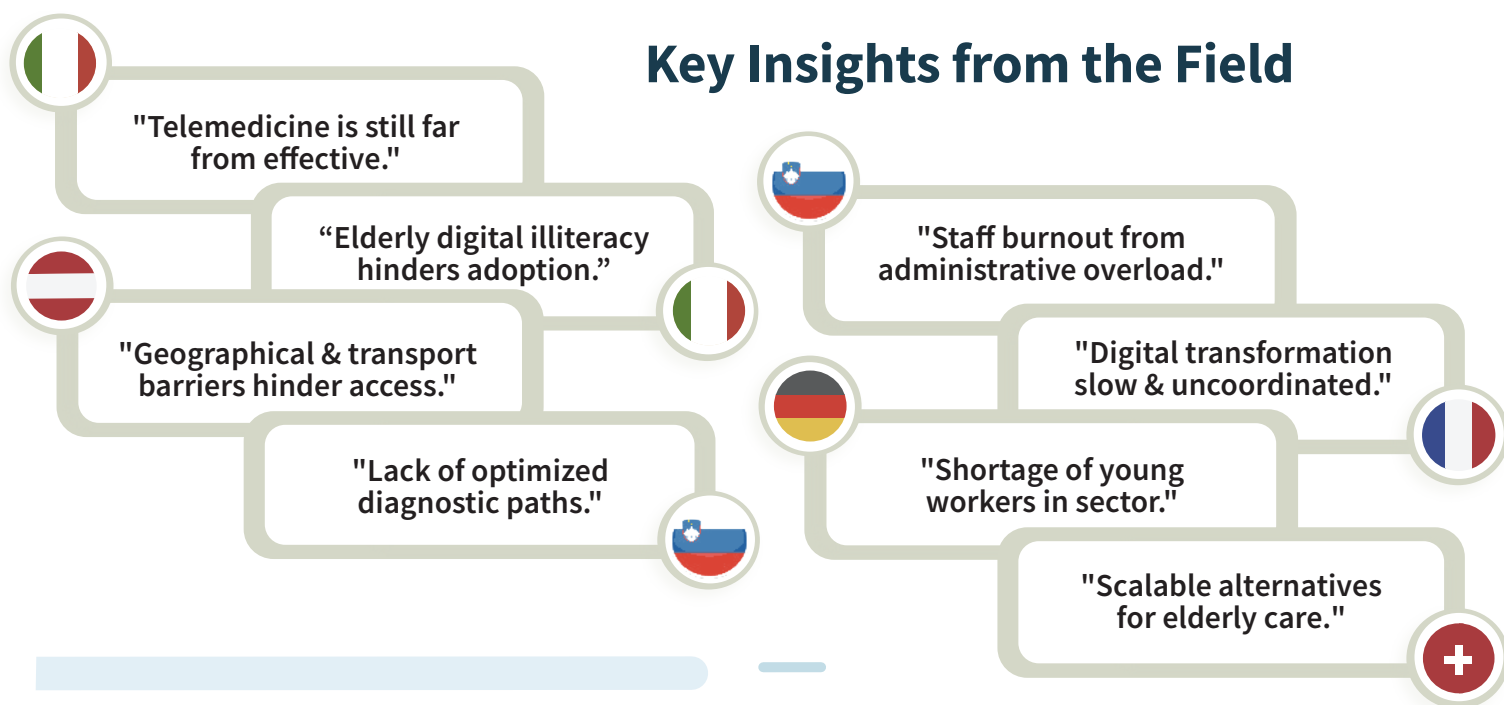 Key Insights from the Field
"Telemedicine is still far
from effective."
“Elderly digital illiteracy
hinders adoption.”
"Geographical & transport
barriers hinder access."
"Lack of optimized
diagnostic paths."
"Staff burnout from
administrative overload."
"Digital transformation
slow & uncoordinated."
"Shortage of young
workers in sector."
"Scalable alternatives
for elderly care."